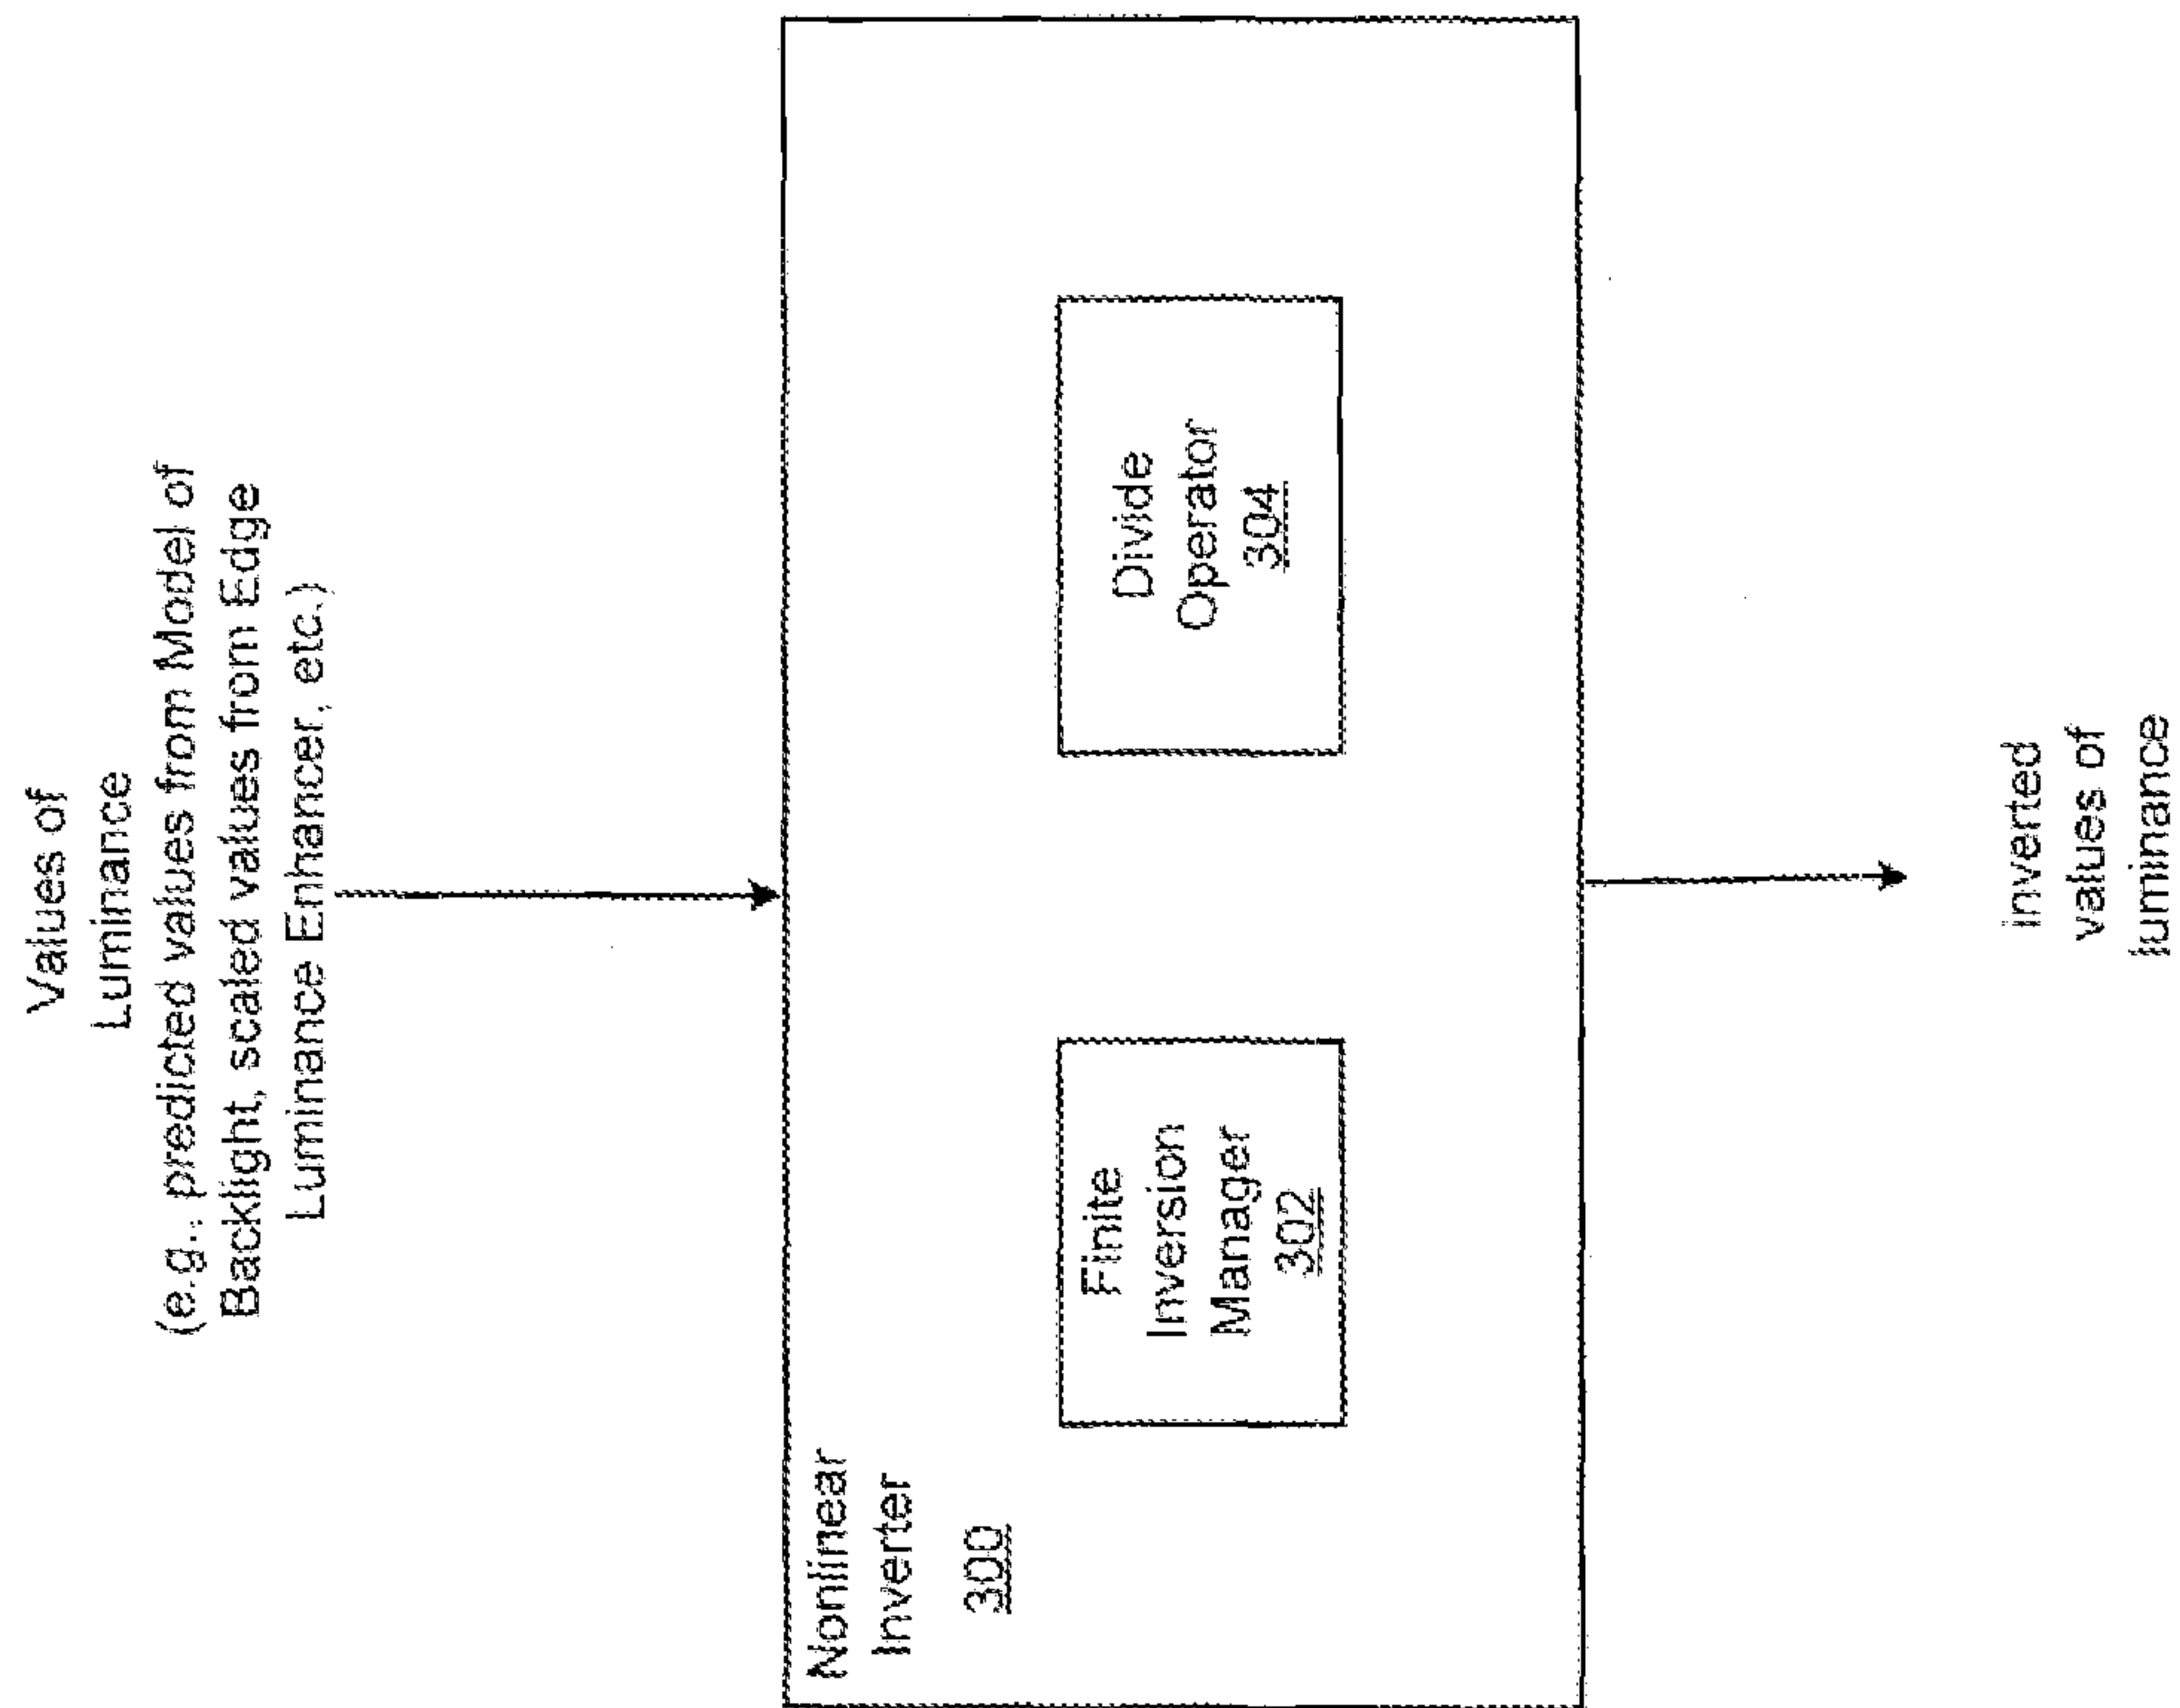 Values of
Luminance
(e.g., predicted values from Model of
Backlight, scaled values from Edge
Luminance Enhancer, etc.)
Nonlinear
Inverter
300
Finite
Inversion
Manager
302
Divide
Operator
304
inverted
values of
luminance